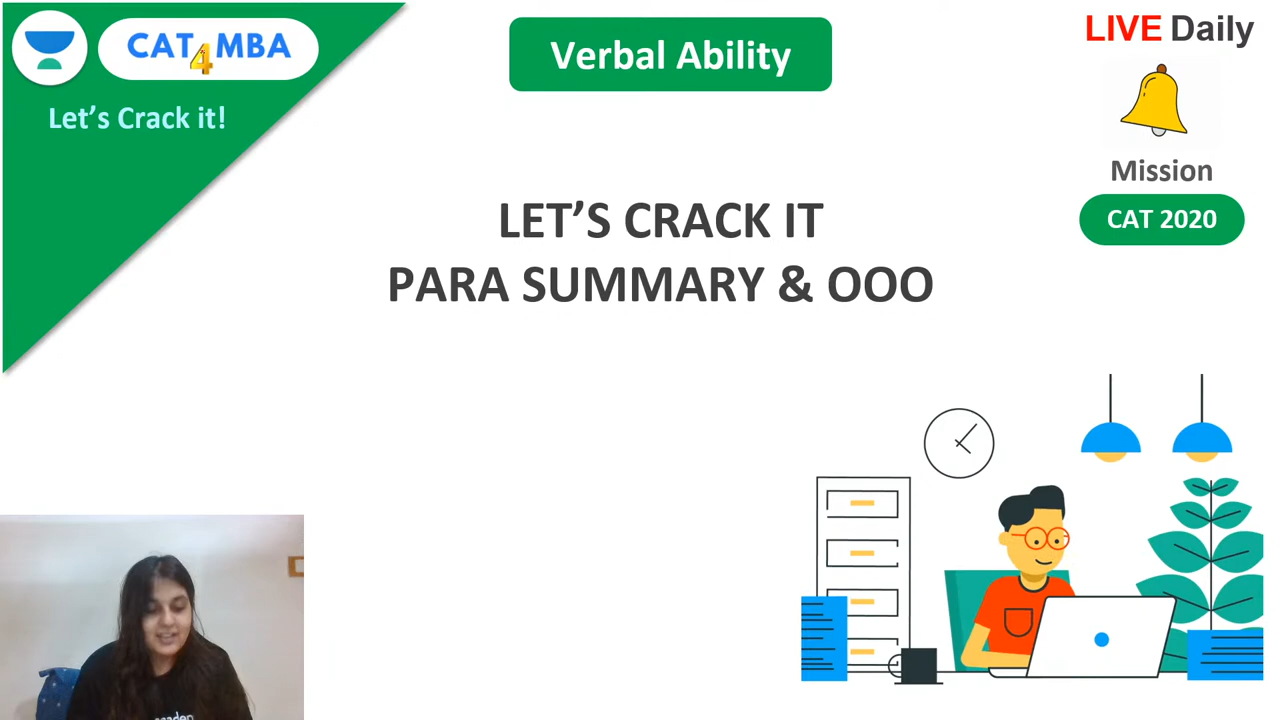 CAT4MBA
Let's Crack it!
Verbal Ability
LIVE Daily
Mission
CAT 2020
LET'S CRACK IT
PARA SUMMARY & OOO